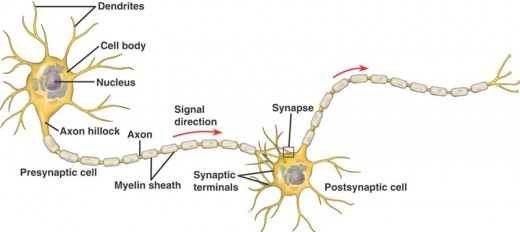 Dendrites
Cell body
Nucleus
Axon hillock
Presynaptic cell
Axon
Myelin sheath
Signal
direction
Synapse
Synaptic
terminals
Postsynaptic cell